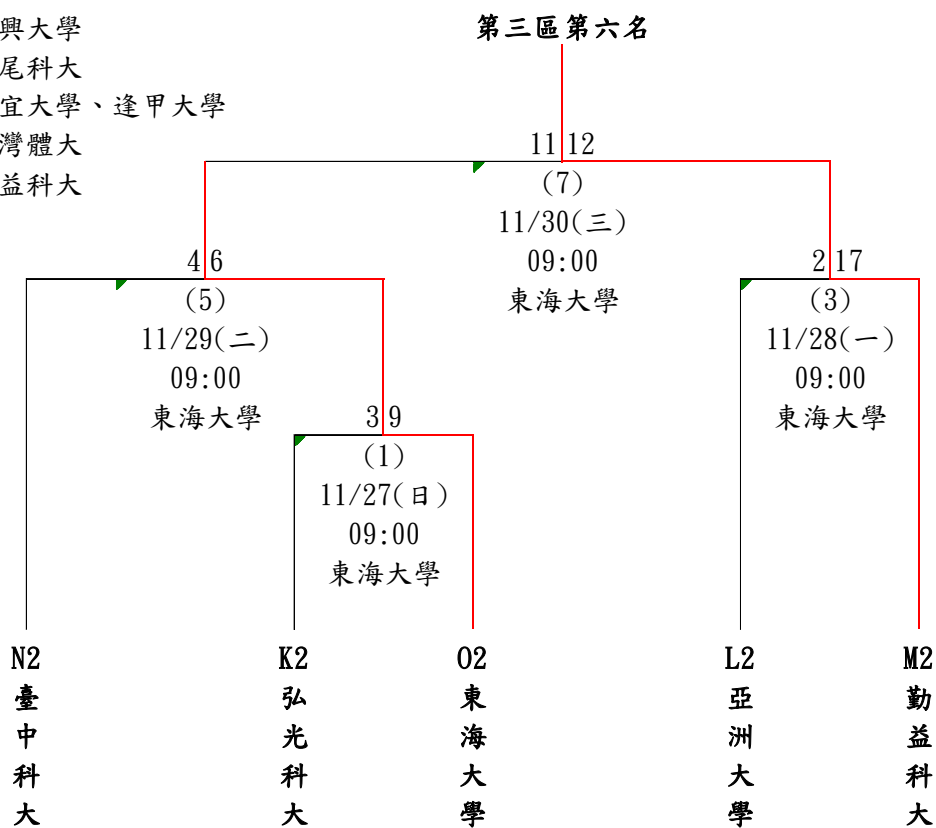 興大學
第三區第六名
尾科大
宜大學、逢甲大學
灣體大
益科大
11 12
(7)
11/30(三)
09:00
東海大學
4 6
(5)
11/29(二)
09:00
東海大學
2 17
(3)
11/28(一)
09:00
東海大學
3 9
(1)
11/27(日)
09:00
東海大學
N2
臺中科大
K2
弘光科大
O2
東海大學
L2
亞洲大學
M2
勤益科大